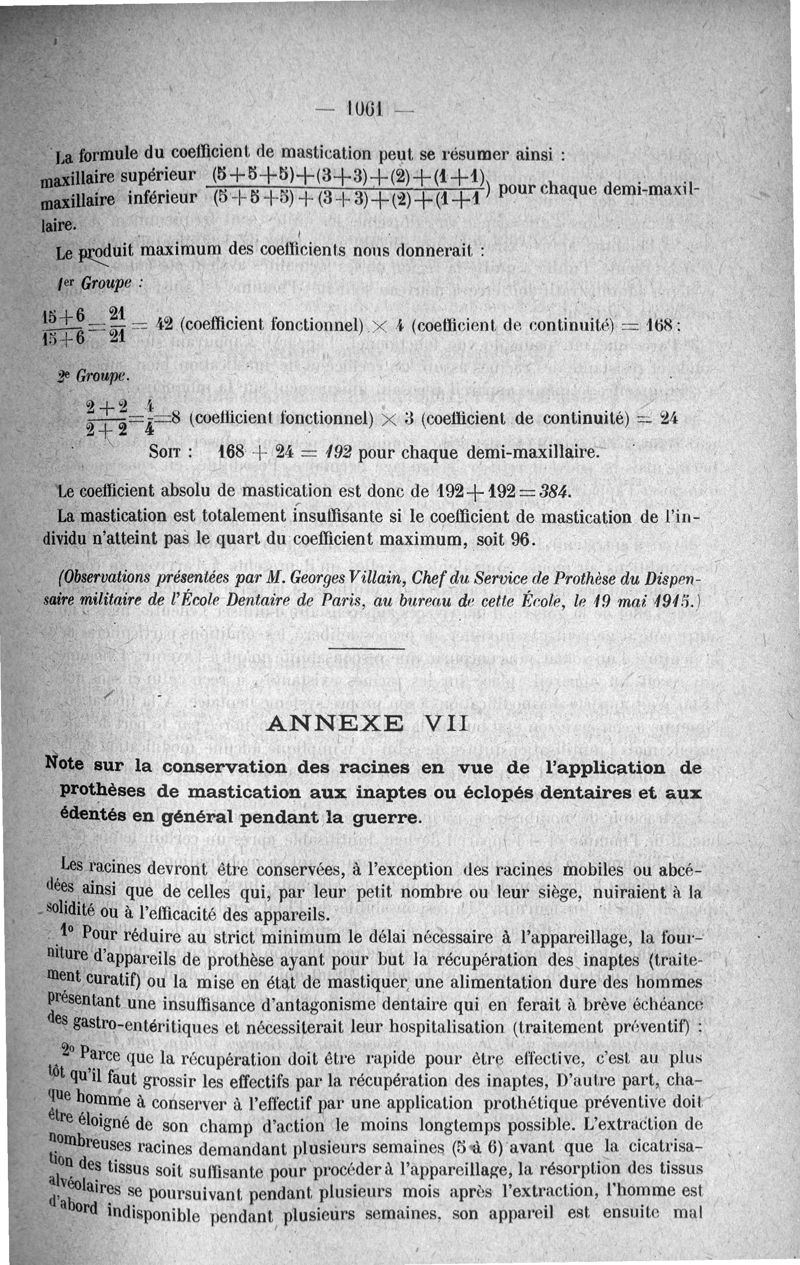 — 1061 —
La formule du coefficient de mastication peut se résumer ainsi :
maxillaire supérieur (5+5+5)+(3+3)+(2)+(1+1)
maxillaire inférieur (5+5+5)+(3+3)+(2)+(1+1) pour chaque demi-maxil-
laire.
Le produit maximum des coefficients nous donnerait :
1er Groupe :
15+6 / 15+6 = 21 / 21 = 42 (coefficient fonctionnel) × 4 (coefficient de continuité) = 168 :
2e Groupe.
2+2 / 2+2 = 4 / 4 = 8 (coefficient fonctionnel) × 3 (coefficient de continuité) = 24
SOIT : 168 + 24 = 192 pour chaque demi-maxillaire.
Le coefficient absolu de mastication est donc de 192+192=384.
La mastication est totalement insuffisante si le coefficient de mastication de l'in-
dividu n'atteint pas le quart du coefficient maximum, soit 96.
(Observations présentées par M. Georges Villain, Chef du Service de Prothèse du Dispen-
saire militaire de l'École Dentaire de Paris, au bureau de cette École, le 19 mai 1915.)
ANNEXE VII
Note sur la conservation des racines en vue de l'application de
prothèses de mastication aux inaptes ou éclopés dentaires et aux
édentés en général pendant la guerre.
Les racines devront être conservées, à l'exception des racines mobiles ou abcé-
dées ainsi que de celles qui, par leur petit nombre ou leur siège, nuiraient à la
solidité ou à l'efficacité des appareils.
1° Pour réduire au strict minimum le délai nécessaire à l'appareillage, la four-
niture d'appareils de prothèse ayant pour but la récupération des inaptes (traite-
ment curatif) ou la mise en état de mastiquer une alimentation dure des hommes
présentant une insuffisance d'antagonisme dentaire qui en ferait à brève échéance
des gastro-entéritiques et nécessiterait leur hospitalisation (traitement préventif) :
2° Parce que la récupération doit être rapide pour être effective, c'est au plus
tôt qu'il faut grossir les effectifs par la récupération des inaptes, D'autre part, cha-
que homme à conserver à l'effectif par une application prothétique préventive doit
être éloigné de son champ d'action le moins longtemps possible. L'extraction de
nombreuses racines demandant plusieurs semaines (5 à 6) avant que la cicatrisa-
tion des tissus soit suffisante pour procéder à l'appareillage, la résorption des tissus
alvéolaires se poursuivant pendant plusieurs mois après l'extraction, l'homme est
d'abord indisponible pendant plusieurs semaines, son appareil est ensuite mal